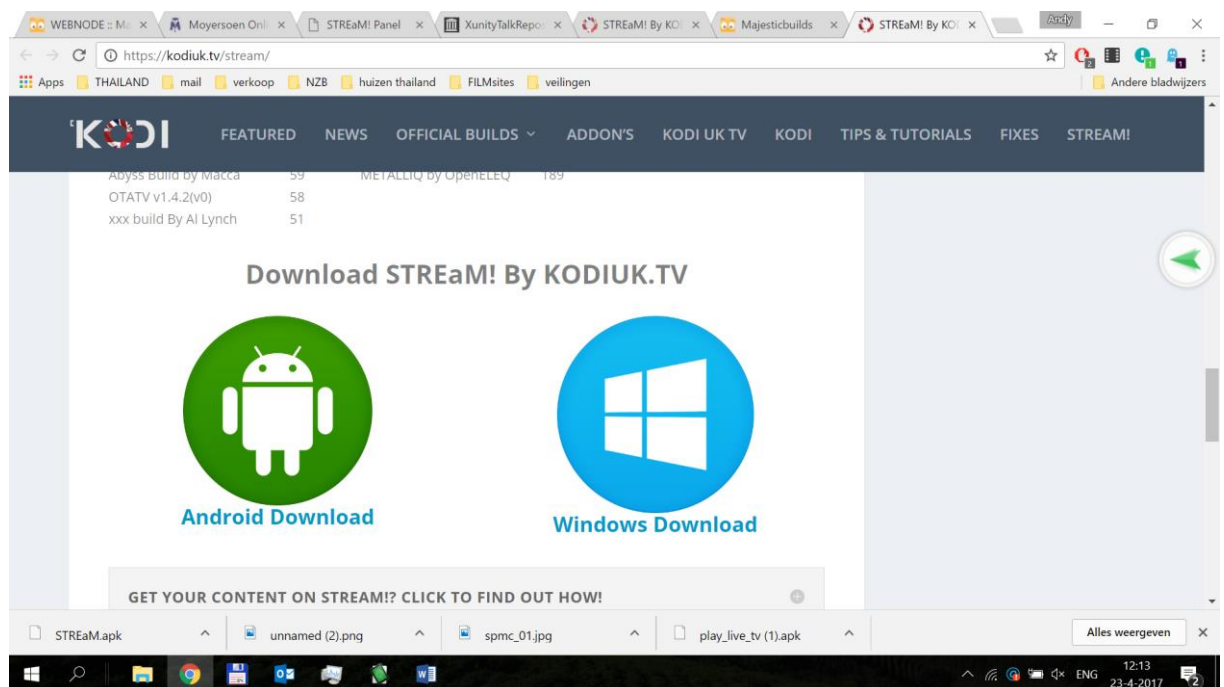 WEBNODE :: Ma
Moyersoen Onli
STREaM! Panel
XunityTalkRepos
STREaM! By KO
Majesticbuilds
STREaM! By KO
Andy
https://kodiuk.tv/stream/
2
1
1
Apps
THAILAND
mail
verkoop
NZB
huizen thailand
FILMsites
veilingen
Andere bladwijzers
KODI
FEATURED
NEWS
OFFICIAL BUILDS
ADDON'S
KODI UK TV
KODI
TIPS & TUTORIALS
FIXES
STREAM!
Abyss Build by Macca 59 METALLIQ by OpenELEQ 189
OTATV v1.4.2(v0) 58
xxx build By Al Lynch 51
Download STREaM! By KODIUK.TV
Android Download
Windows Download
GET YOUR CONTENT ON STREAM!? CLICK TO FIND OUT HOW!
STREaM.apk
unnamed (2).png
spmc_01.jpg
play_live_tv (1).apk
Alles weergeven
ENG
12:13
23-4-2017
2